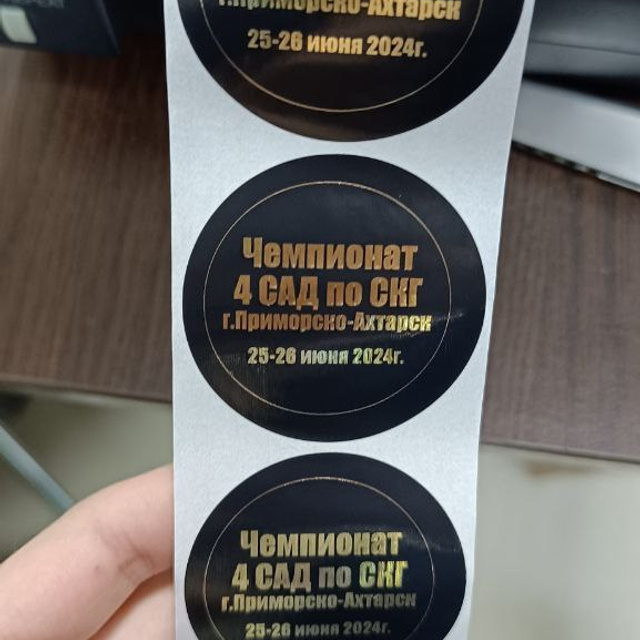 г.Приморско-Ахтарск
25-26 июня 2024г.
Чемпионат
4 САД по СКГ
г.Приморско-Ахтарск
25-26 июня 2024г.
Чемпионат
4 САД по СКГ
г.Приморско-Ахтарск
25-26 июня 2024г.